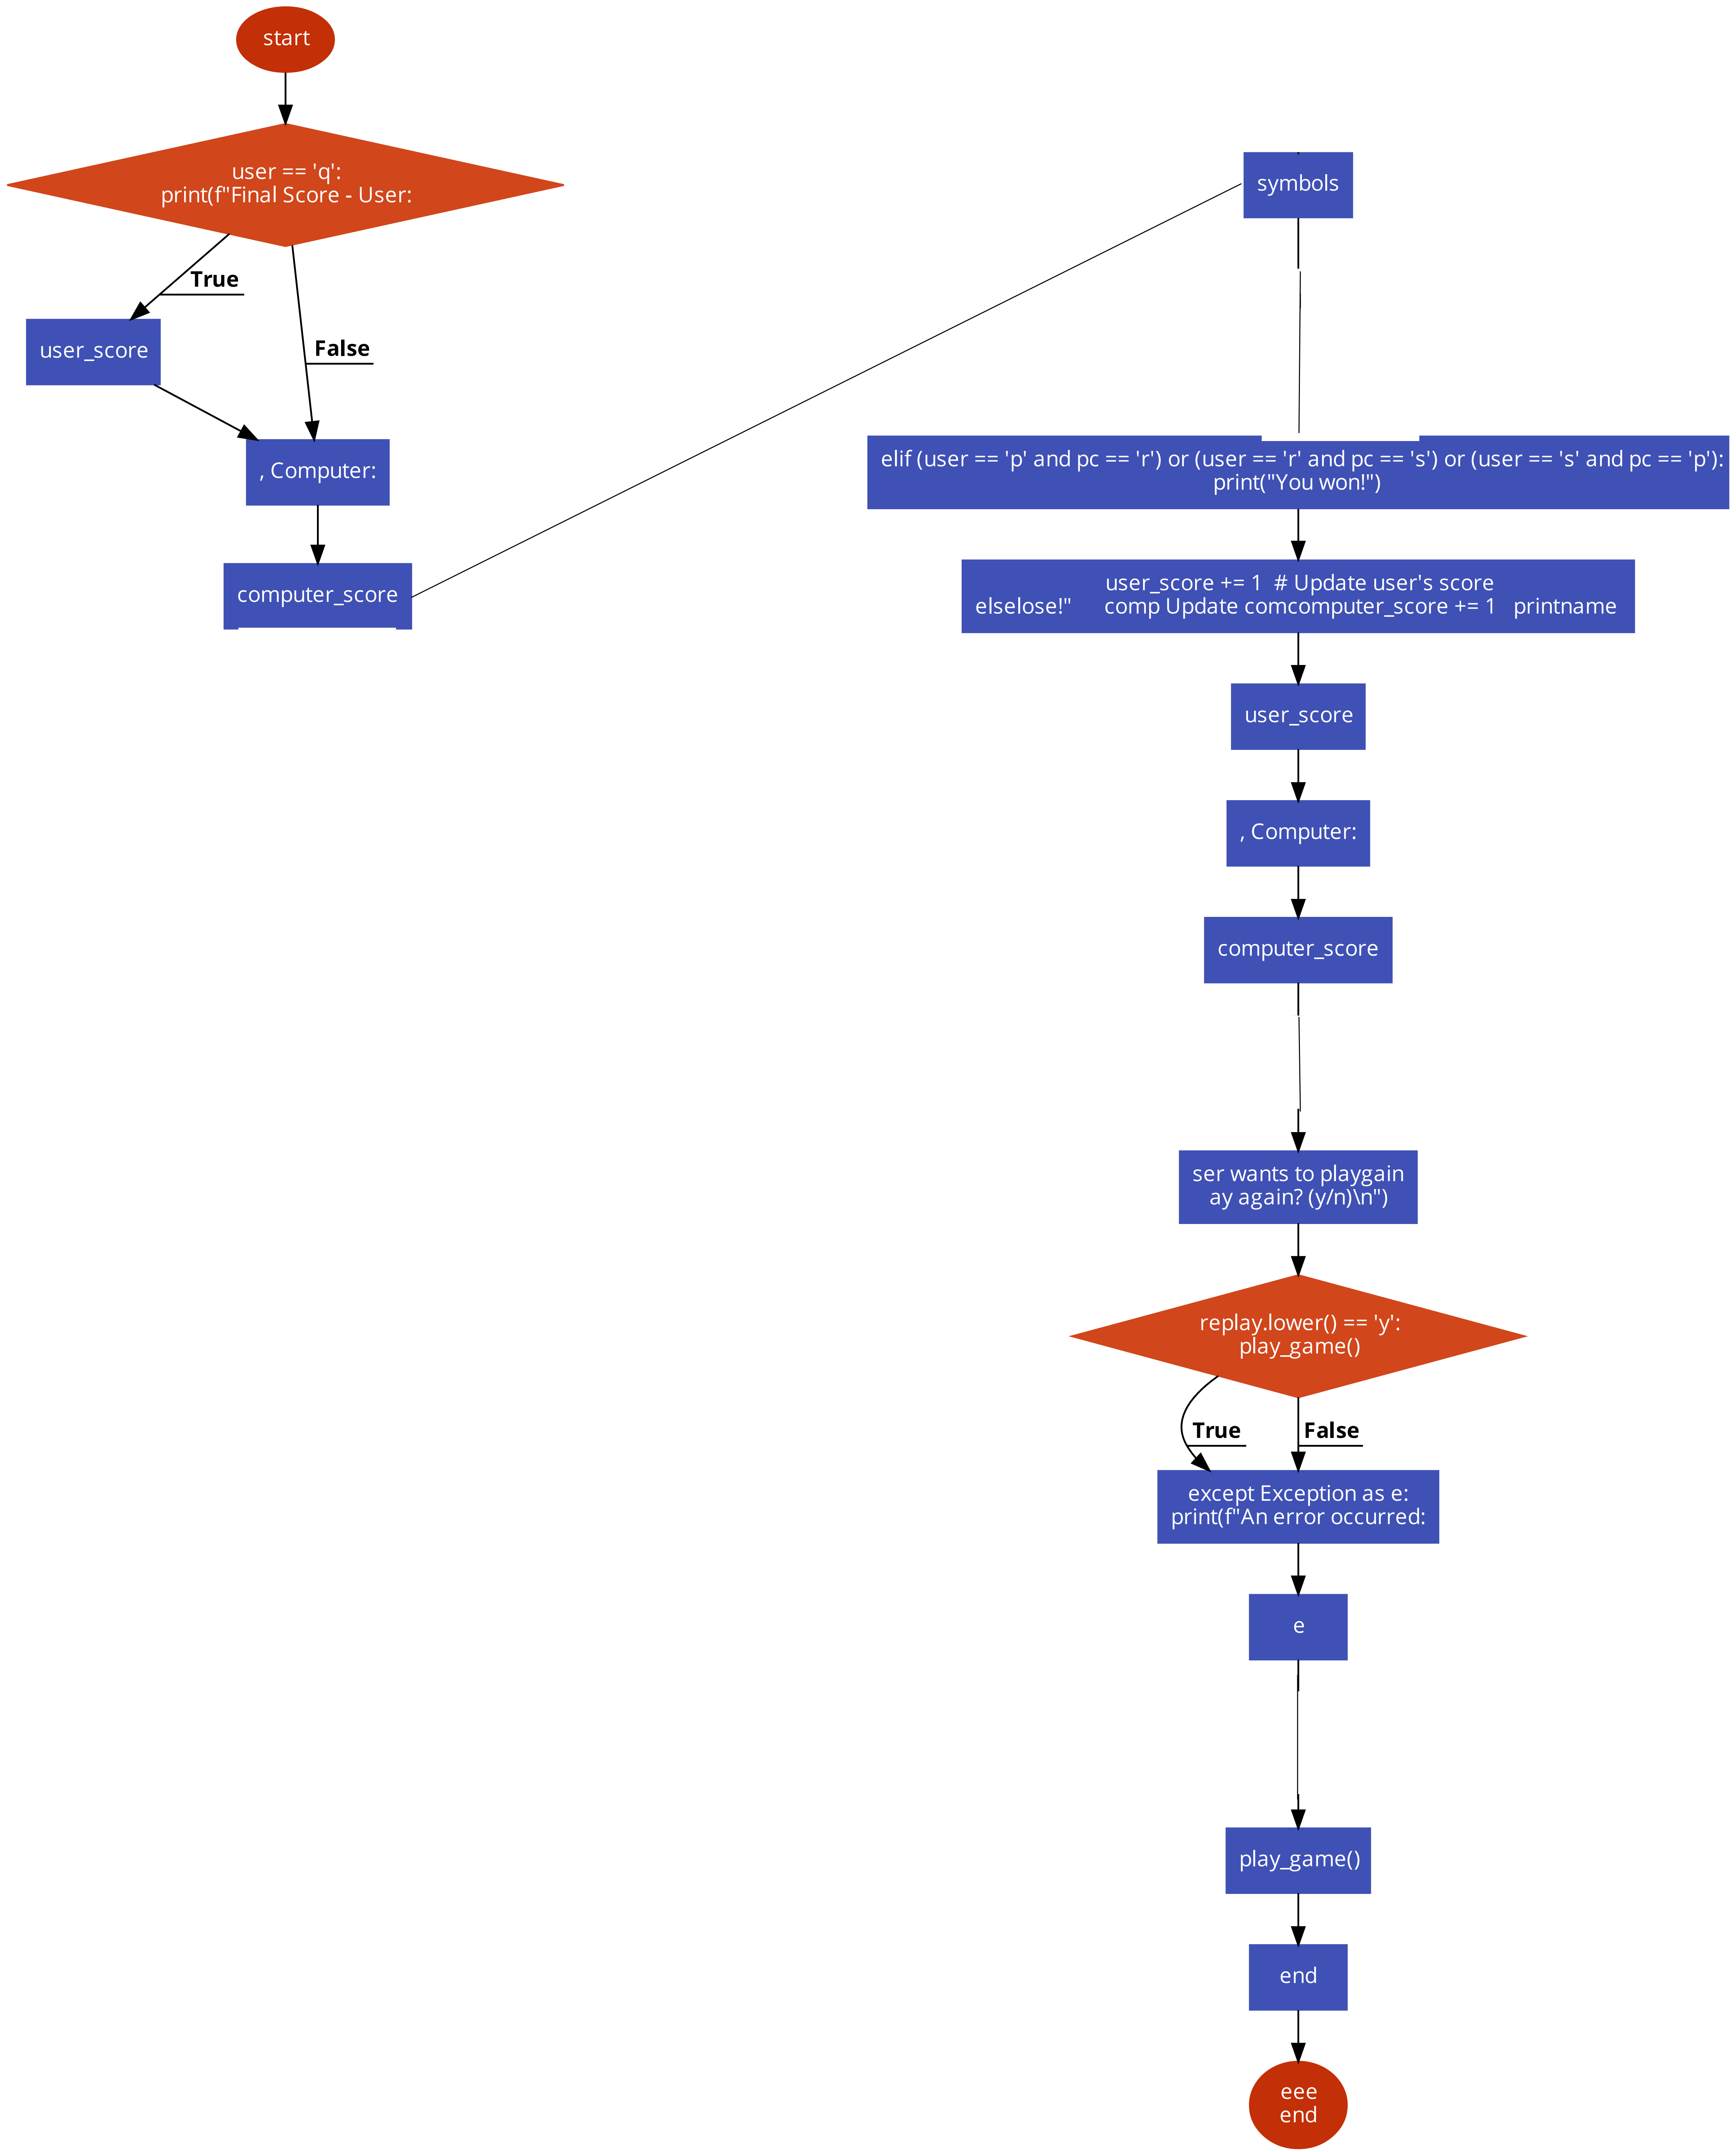 start
user == 'q':
print(f"Final Score - User:
True
False
user_score
, Computer:
computer_score
symbols
elif (user == 'p' and pc == 'r') or (user == 'r' and pc == 's') or (user == 's' and pc == 'p'):
print("You won!")
user_score += 1  # Update user's score
elselose!"     comp Update comcomputer_score += 1   printname
user_score
, Computer:
computer_score
ser wants to playgain
ay again? (y/n)\n")
replay.lower() == 'y':
play_game()
True
False
except Exception as e:
print(f"An error occurred:
e
play_game()
end
eee
end